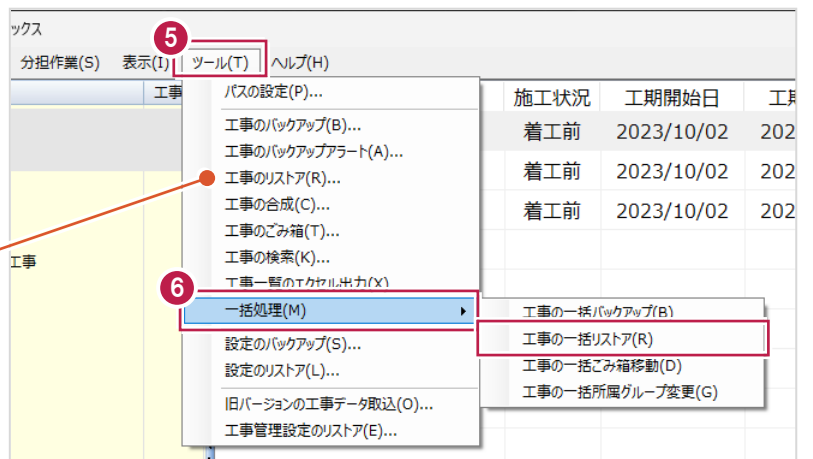 ックス
5
分担作業(S) 表示(I) ツール(T) ヘルプ(H)
工事 施工状況 工期開始日 工期
パスの設定(P)...
工事のバックアップ(B)...
着工前 2023/10/02 202
工事のバックアップアラート(A)...
工事のリストア(R)...
着工前 2023/10/02 202
工事の合成(C)...
着工前 2023/10/02 202
工事のごみ箱(T)...
工事の検索(K)...
工事
工事一覧のエクセル出力(X)
6
一括処理(M)
工事の一括バックアップ(B)
工事の一括リストア(R)
工事の一括ごみ箱移動(D)
工事の一括所属グループ変更(G)
設定のバックアップ(S)...
設定のリストア(L)...
旧バージョンの工事データ取込(O)...
工事管理設定のリストア(E)...